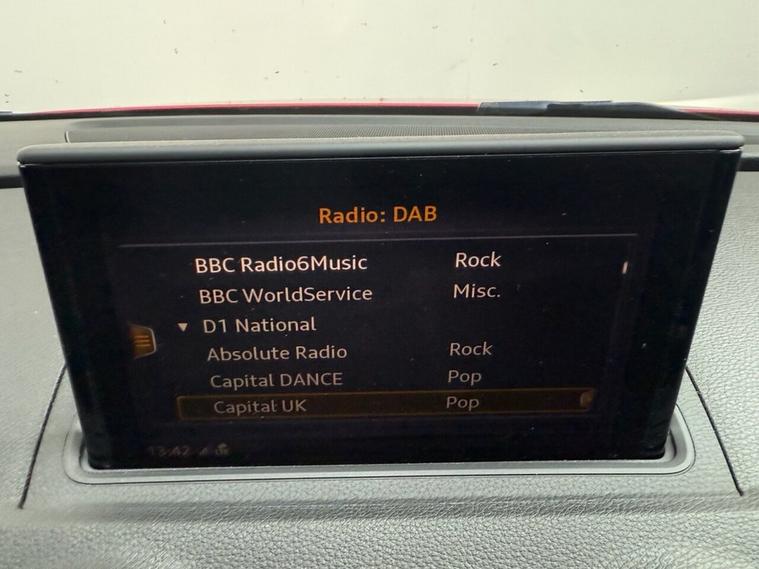 Radio: DAB
BBC Radio6Music Rock
BBC WorldService Misc.
▼ D1 National
Absolute Radio Rock
Capital DANCE Pop
Capital UK Pop
13:42